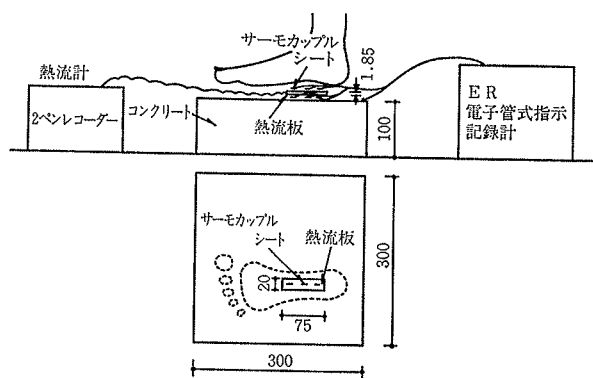 サーモカップル
シート
1.85
熱流計
2ペンレコーダー
コンクリート
熱流板
ER
電子管式指示
記録計
100
サーモカップル
シート
熱流板
20
75
300
300